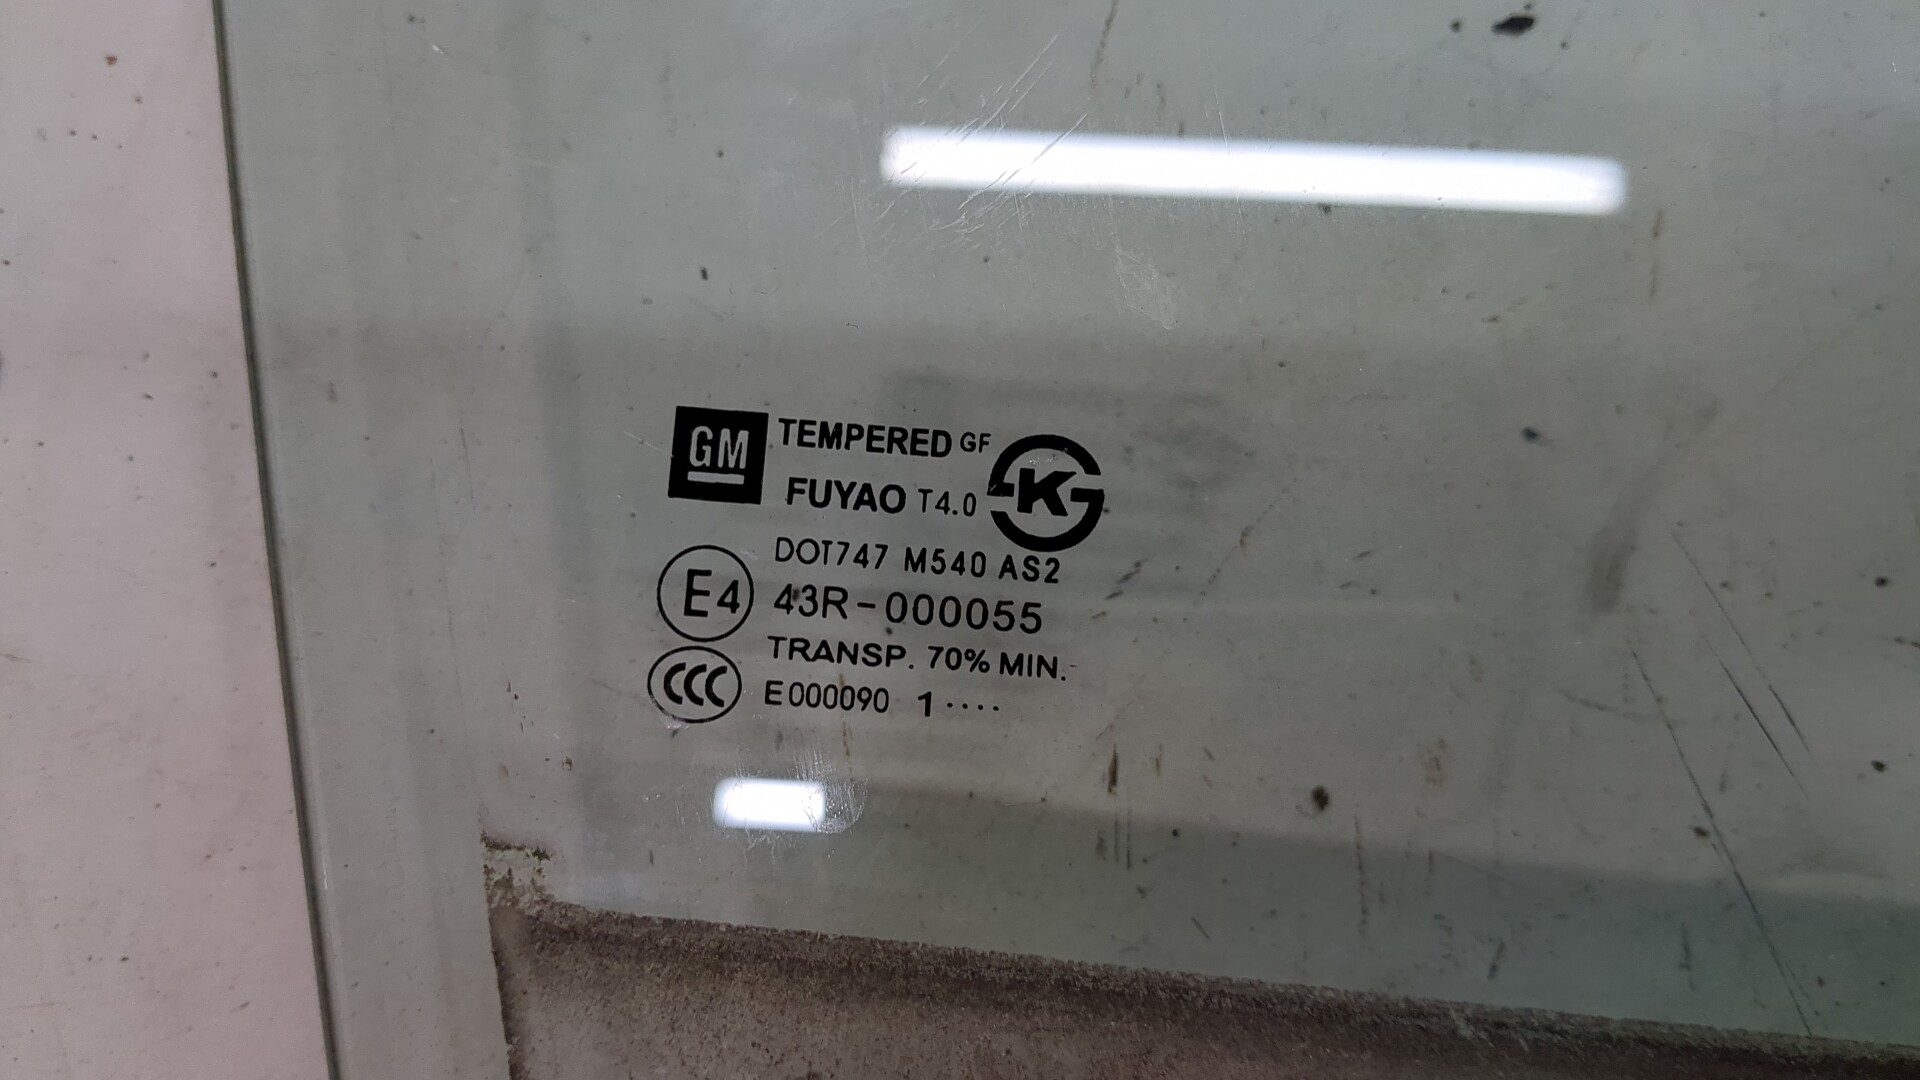 GM TEMPERED GF
FUYAO T4.0 K
DOT747 M540 AS2
E4 43R-000055
TRANSP. 70% MIN.
CCC E000090 1....